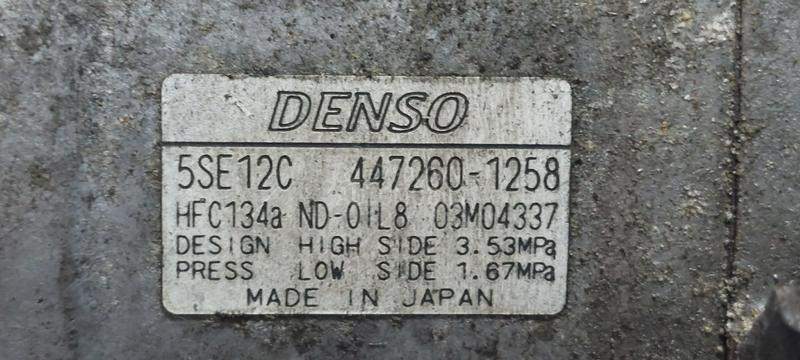 DENSO
5SE12C 447260-1258
HFC134a ND-OIL8 03M04337
DESIGN HIGH SIDE 3.53MPa
PRESS LOW SIDE 1.67MPa
MADE IN JAPAN